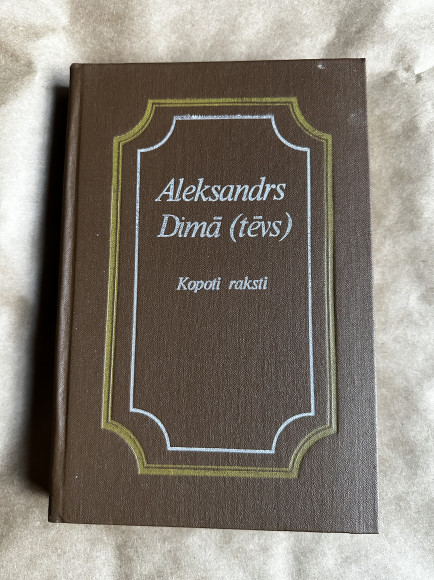 Aleksandrs
Dimā (tēvs)
Kopoti raksti